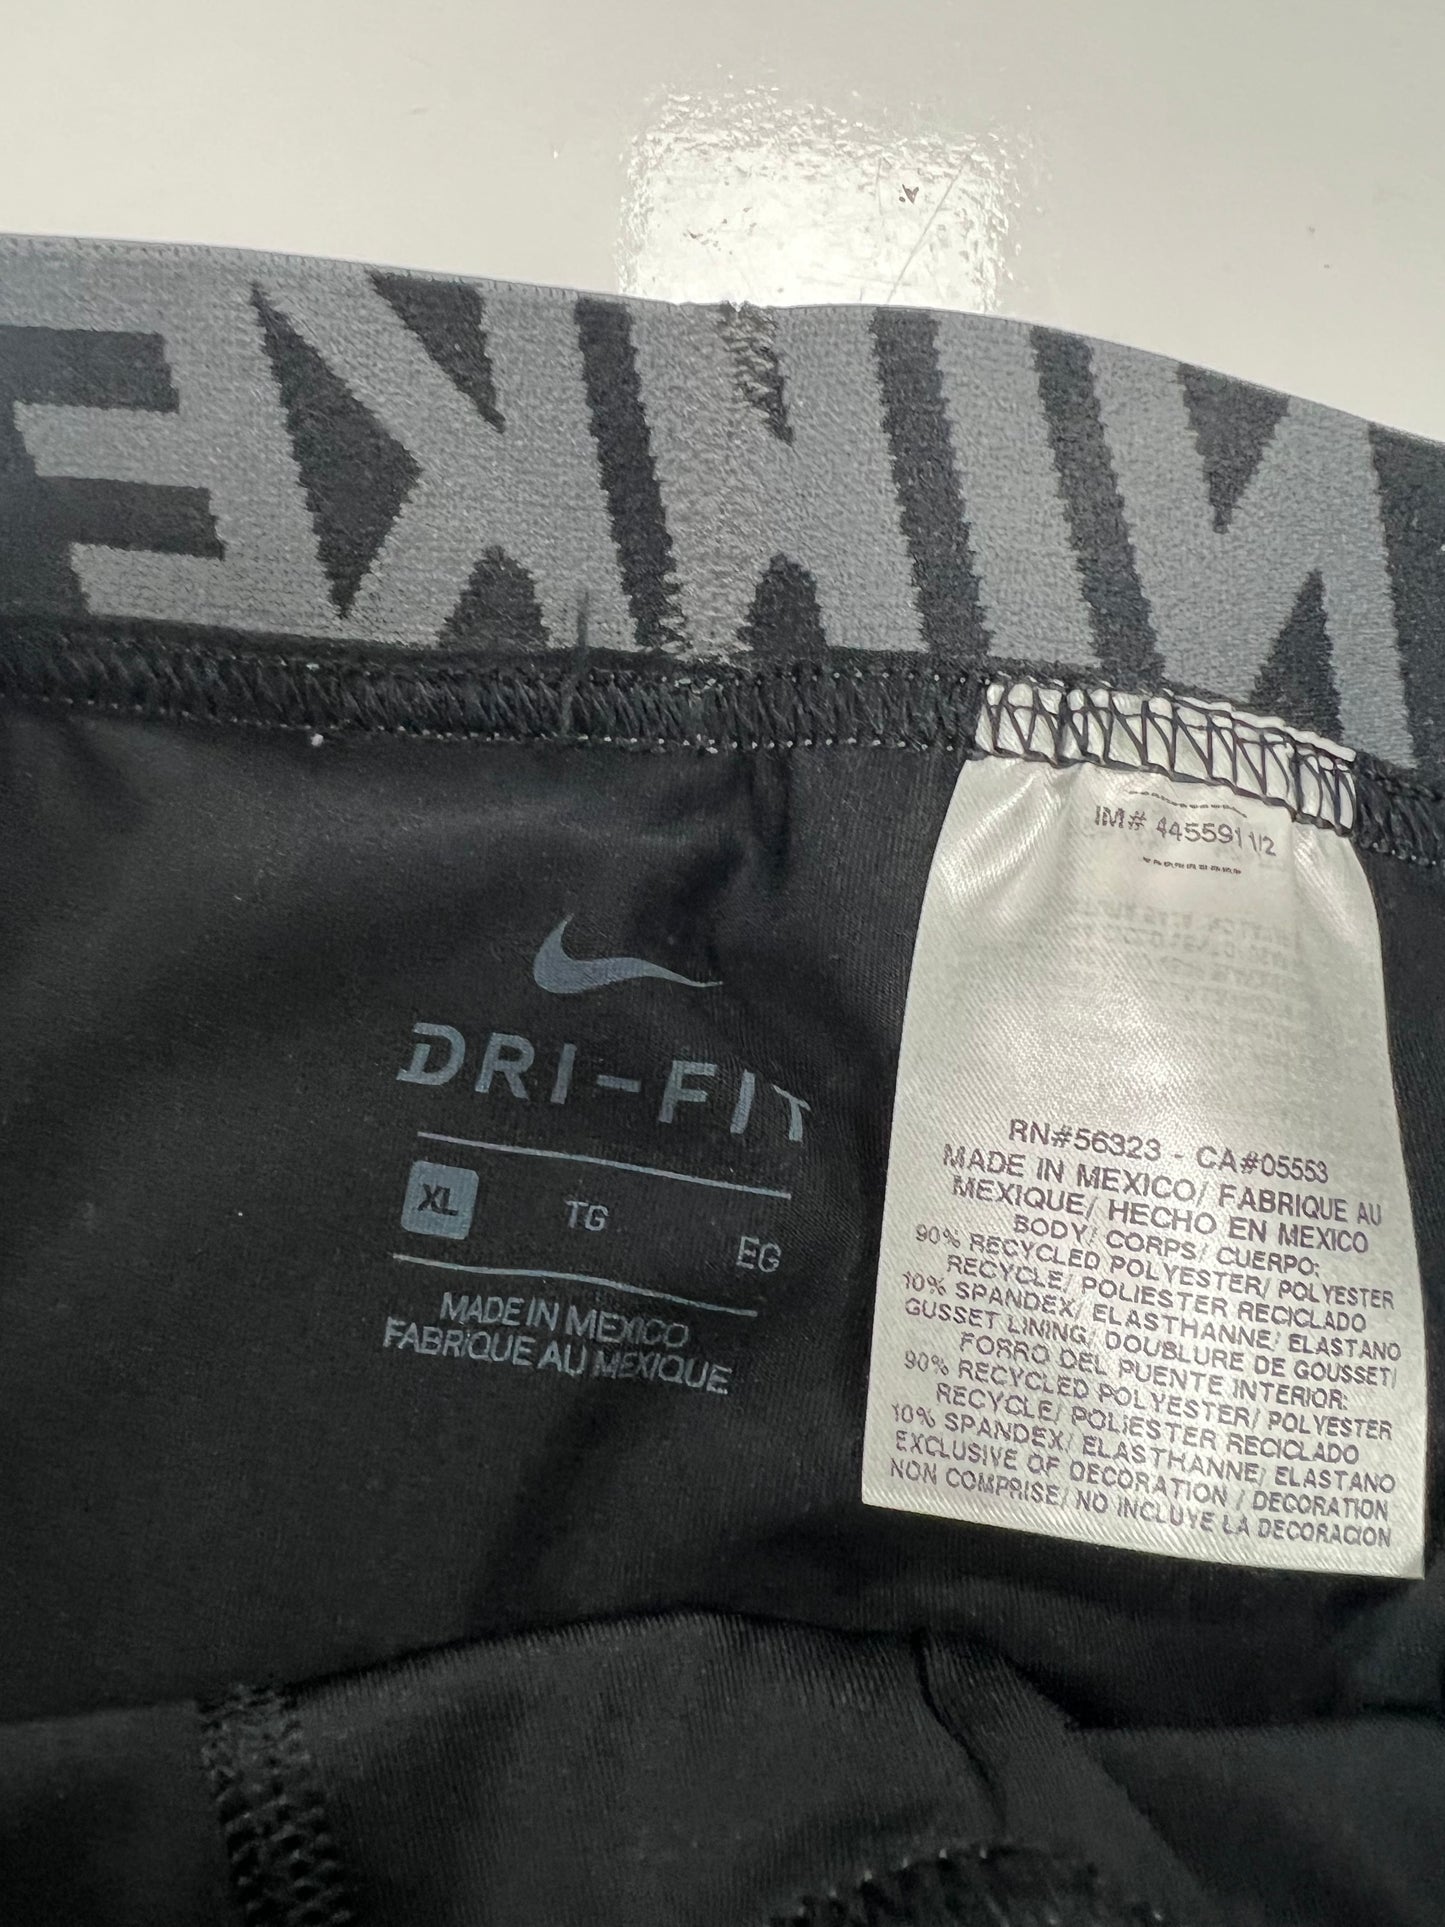 NIKE
DRI-FIT
XL TG EG
MADE IN MEXICO
FABRIQUE AU MEXIQUE
IM# 445591 1/2
RN#56323 - CA#05553
MADE IN MEXICO/ FABRIQUE AU
MEXIQUE/ HECHO EN MEXICO
BODY/ CORPS/ CUERPO:
90% RECYCLED POLYESTER/ POLYESTER
RECYCLE/ POLIESTER RECICLADO
10% SPANDEX/ ELASTHANNE/ ELASTANO
GUSSET LINING/ DOUBLURE DE GOUSSET/
FORRO DEL PUENTE INTERIOR:
90% RECYCLED POLYESTER/ POLYESTER
RECYCLE/ POLIESTER RECICLADO
10% SPANDEX/ ELASTHANNE/ ELASTANO
EXCLUSIVE OF DECORATION / DECORATION
NON COMPRISE/ NO INCLUYE LA DECORACION